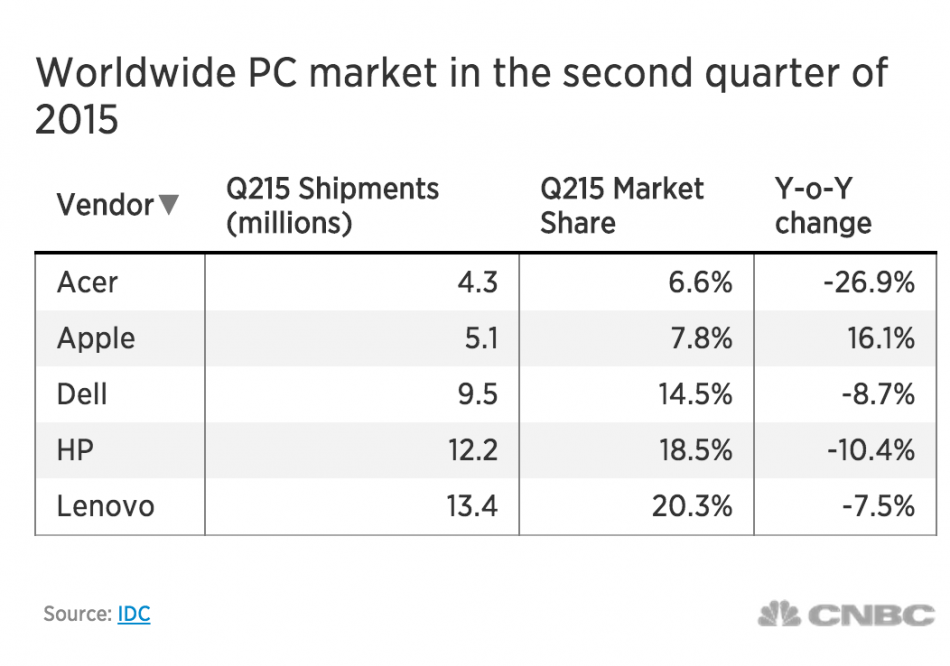 Worldwide PC market in the second quarter of
2015
Vendor▼ Q215 Shipments (millions) Q215 Market Share Y-o-Y change
Acer 4.3 6.6% -26.9%
Apple 5.1 7.8% 16.1%
Dell 9.5 14.5% -8.7%
HP 12.2 18.5% -10.4%
Lenovo 13.4 20.3% -7.5%
Source: IDC
CNBC